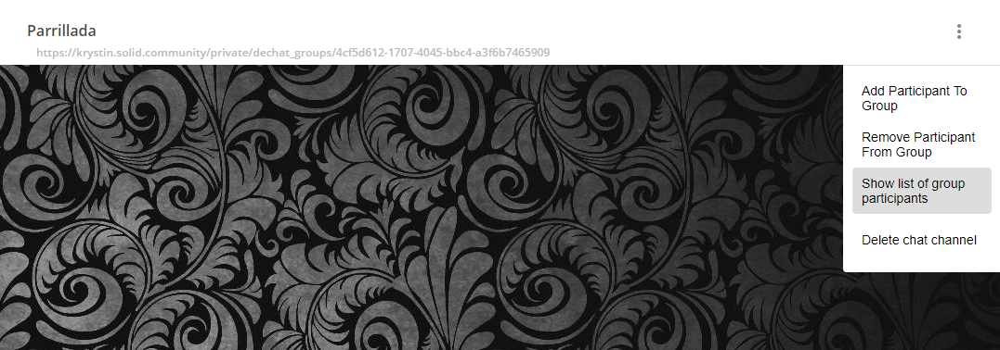 Parrillada
https://krystin.solid.community/private/dechat_groups/4cf5d612-1707-4045-bbc4-a3f6b7465909
Add Participant To
Group
Remove Participant
From Group
Show list of group
participants
Delete chat channel